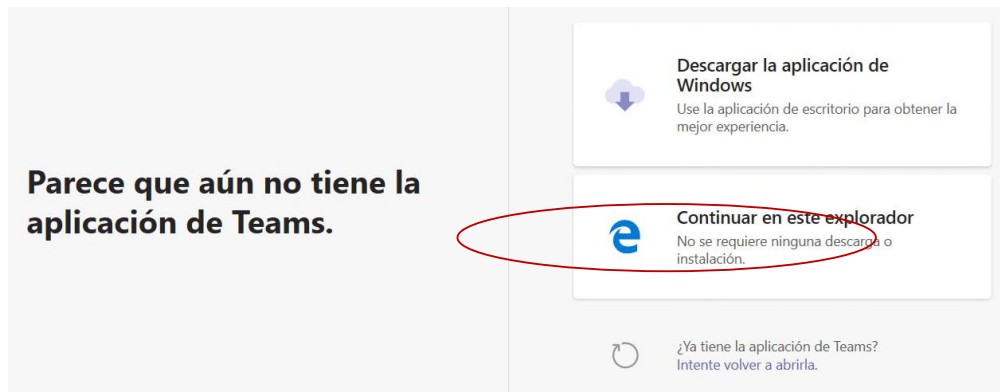 Parece que aún no tiene la
aplicación de Teams.
Descargar la aplicación de
Windows
Use la aplicación de escritorio para obtener la
mejor experiencia.
Continuar en este explorador
No se requiere ninguna descarga o
instalación.
¿Ya tiene la aplicación de Teams?
Intente volver a abrirla.